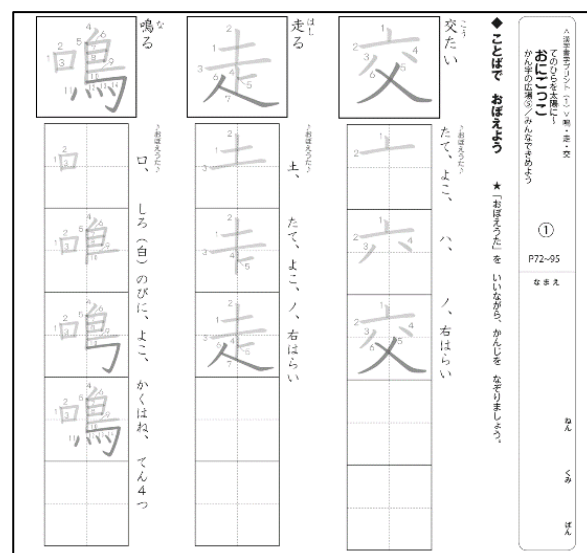 △漢字書字プリント(1)▽鳴・走・交
てのひらを太陽に~
おにごっこ
かん字の広場⑤/みんなできめよう
①
P72~95
なまえ
ねん くみ ばん
◆ ことばで おぼえよう ★「おぼえうた」を いいながら、かんじを なぞりましょう。
交たい
こう
♪おぼえうた♪
たて、よこ、 ハ、 ノ、右はらい
走る
はし
♪おぼえうた♪
土、 たて、よこ、ノ、右はらい
鳴る
な
♪おぼえうた♪
口、 しろ(白)のびに、よこ、 かくはね、 てん4つ